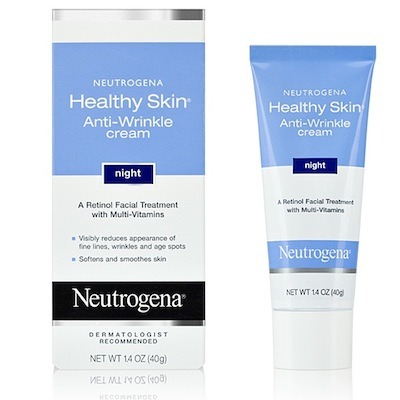 NEUTROGENA
Healthy Skin®
Anti-Wrinkle
cream
night
A Retinol Facial Treatment
with Multi-Vitamins
▪ Visibly reduces appearance of
fine lines, wrinkles and age spots
▪ Softens and smoothes skin
Neutrogena®
DERMATOLOGIST
RECOMMENDED
NET WT 1.4 OZ (40g)
NEUTROGENA
Healthy Skin®
Anti-Wrinkle
cream
night
A Retinol Facial Treatment
with Multi-Vitamins
Neutrogena®
NET WT 1.4 OZ (40g)